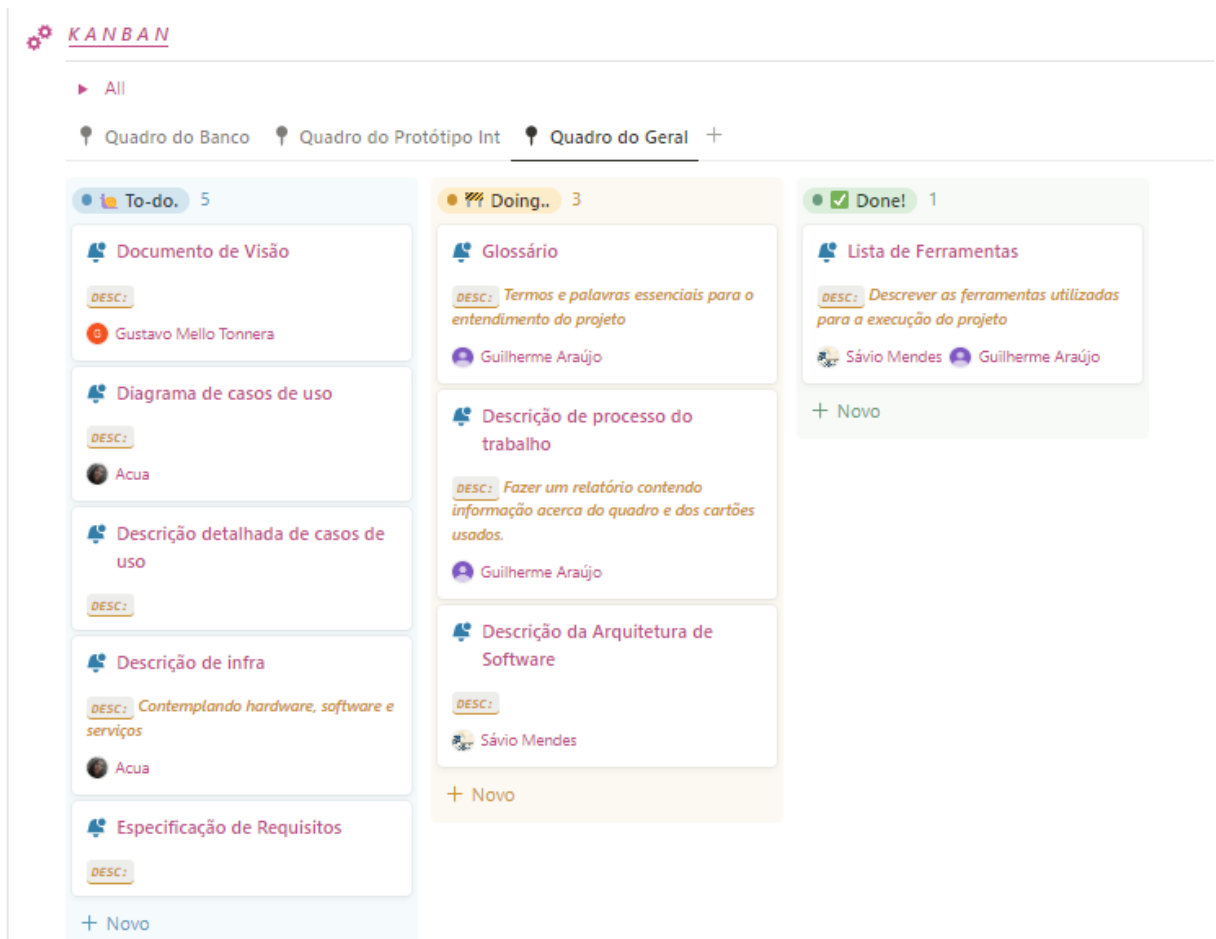 KANBAN
All
Quadro do Banco
Quadro do Protótipo Int
Quadro do Geral
To-do. 5
Documento de Visão
DESC:
Gustavo Mello Tonnera
Diagrama de casos de uso
DESC:
Acua
Descrição detalhada de casos de
uso
DESC:
Descrição de infra
DESC: Contemplando hardware, software e
serviços
Acua
Especificação de Requisitos
DESC:
+ Novo
Doing.. 3
Glossário
DESC: Termos e palavras essenciais para o
entendimento do projeto
Guilherme Araújo
Descrição de processo do
trabalho
DESC: Fazer um relatório contendo
informação acerca do quadro e dos cartões
usados.
Guilherme Araújo
Descrição da Arquitetura de
Software
DESC:
Sávio Mendes
+ Novo
Done! 1
Lista de Ferramentas
DESC: Descrever as ferramentas utilizadas
para a execução do projeto
Sávio Mendes Guilherme Araújo
+ Novo